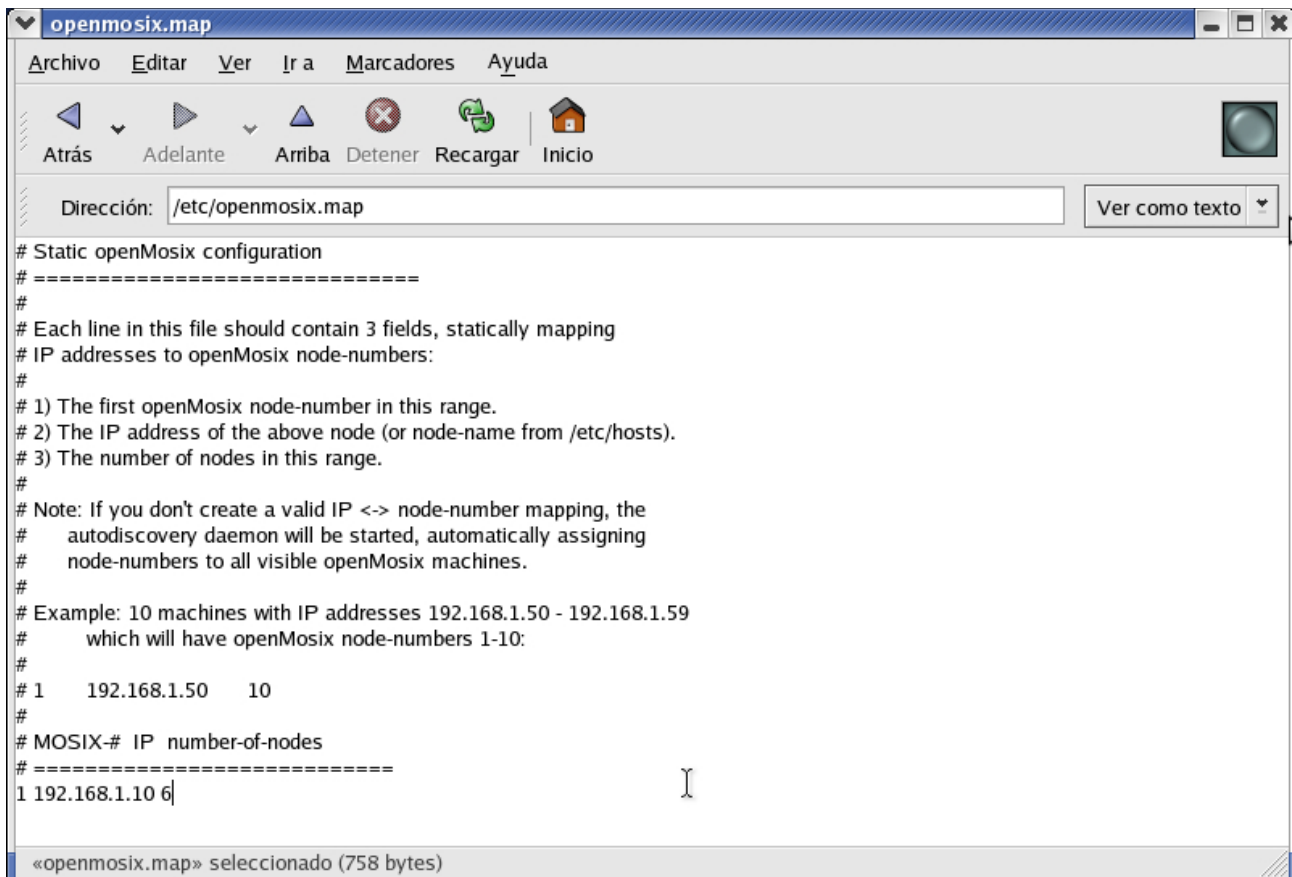 openmosix.map
Archivo Editar Ver Ir a Marcadores Ayuda
Atrás Adelante Arriba Detener Recargar Inicio
Dirección: /etc/openmosix.map Ver como texto
# Static openMosix configuration
# ==============================
#
# Each line in this file should contain 3 fields, statically mapping
# IP addresses to openMosix node-numbers:
#
# 1) The first openMosix node-number in this range.
# 2) The IP address of the above node (or node-name from /etc/hosts).
# 3) The number of nodes in this range.
#
# Note: If you don't create a valid IP <-> node-number mapping, the
# autodiscovery daemon will be started, automatically assigning
# node-numbers to all visible openMosix machines.
#
# Example: 10 machines with IP addresses 192.168.1.50 - 192.168.1.59
# which will have openMosix node-numbers 1-10:
#
# 1 192.168.1.50 10
#
# MOSIX-# IP number-of-nodes
# ============================
1 192.168.1.10 6
«openmosix.map» seleccionado (758 bytes)